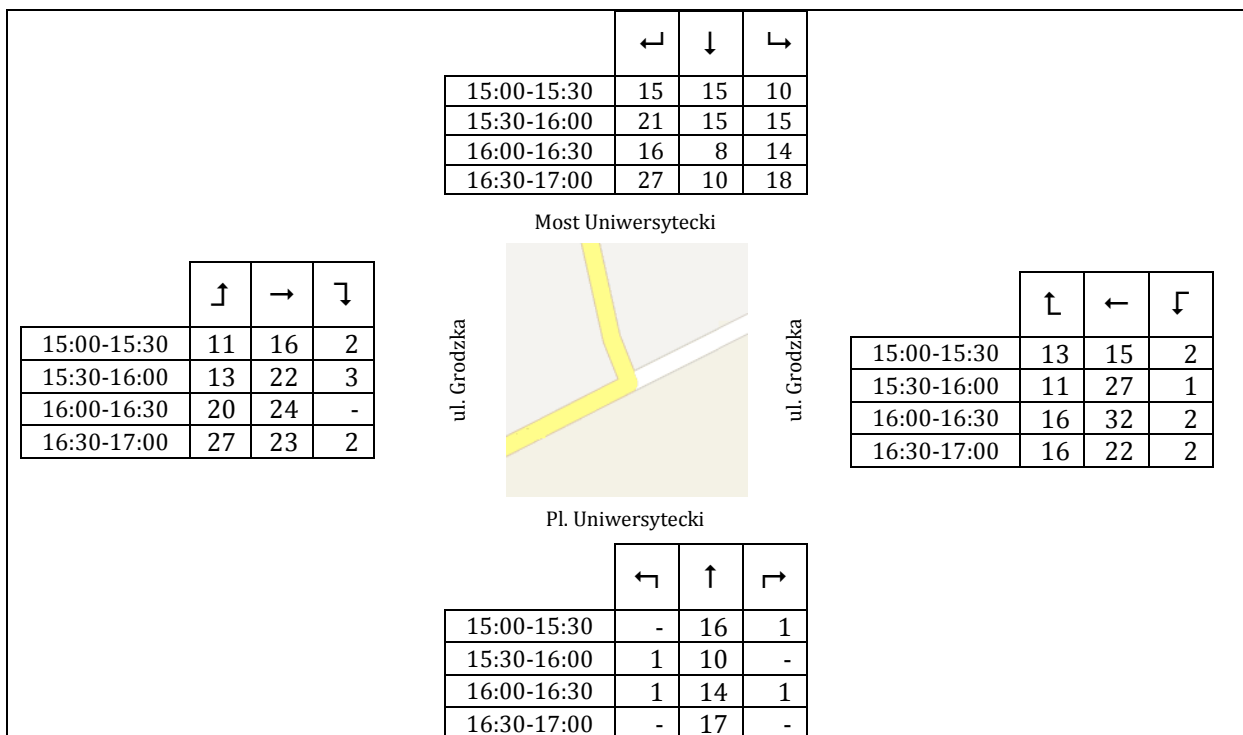 ↵ ↓ ↳
15:00-15:30 15 15 10
15:30-16:00 21 15 15
16:00-16:30 16 8 14
16:30-17:00 27 10 18
Most Uniwersytecki
⮥ → ⮧
15:00-15:30 11 16 2
15:30-16:00 13 22 3
16:00-16:30 20 24 -
16:30-17:00 27 23 2
ul. Grodzka
ul. Grodzka
↑ ← ↓
15:00-15:30 13 15 2
15:30-16:00 11 27 1
16:00-16:30 16 32 2
16:30-17:00 16 22 2
Pl. Uniwersytecki
↰ ↑ ↱
15:00-15:30 - 16 1
15:30-16:00 1 10 -
16:00-16:30 1 14 1
16:30-17:00 - 17 -